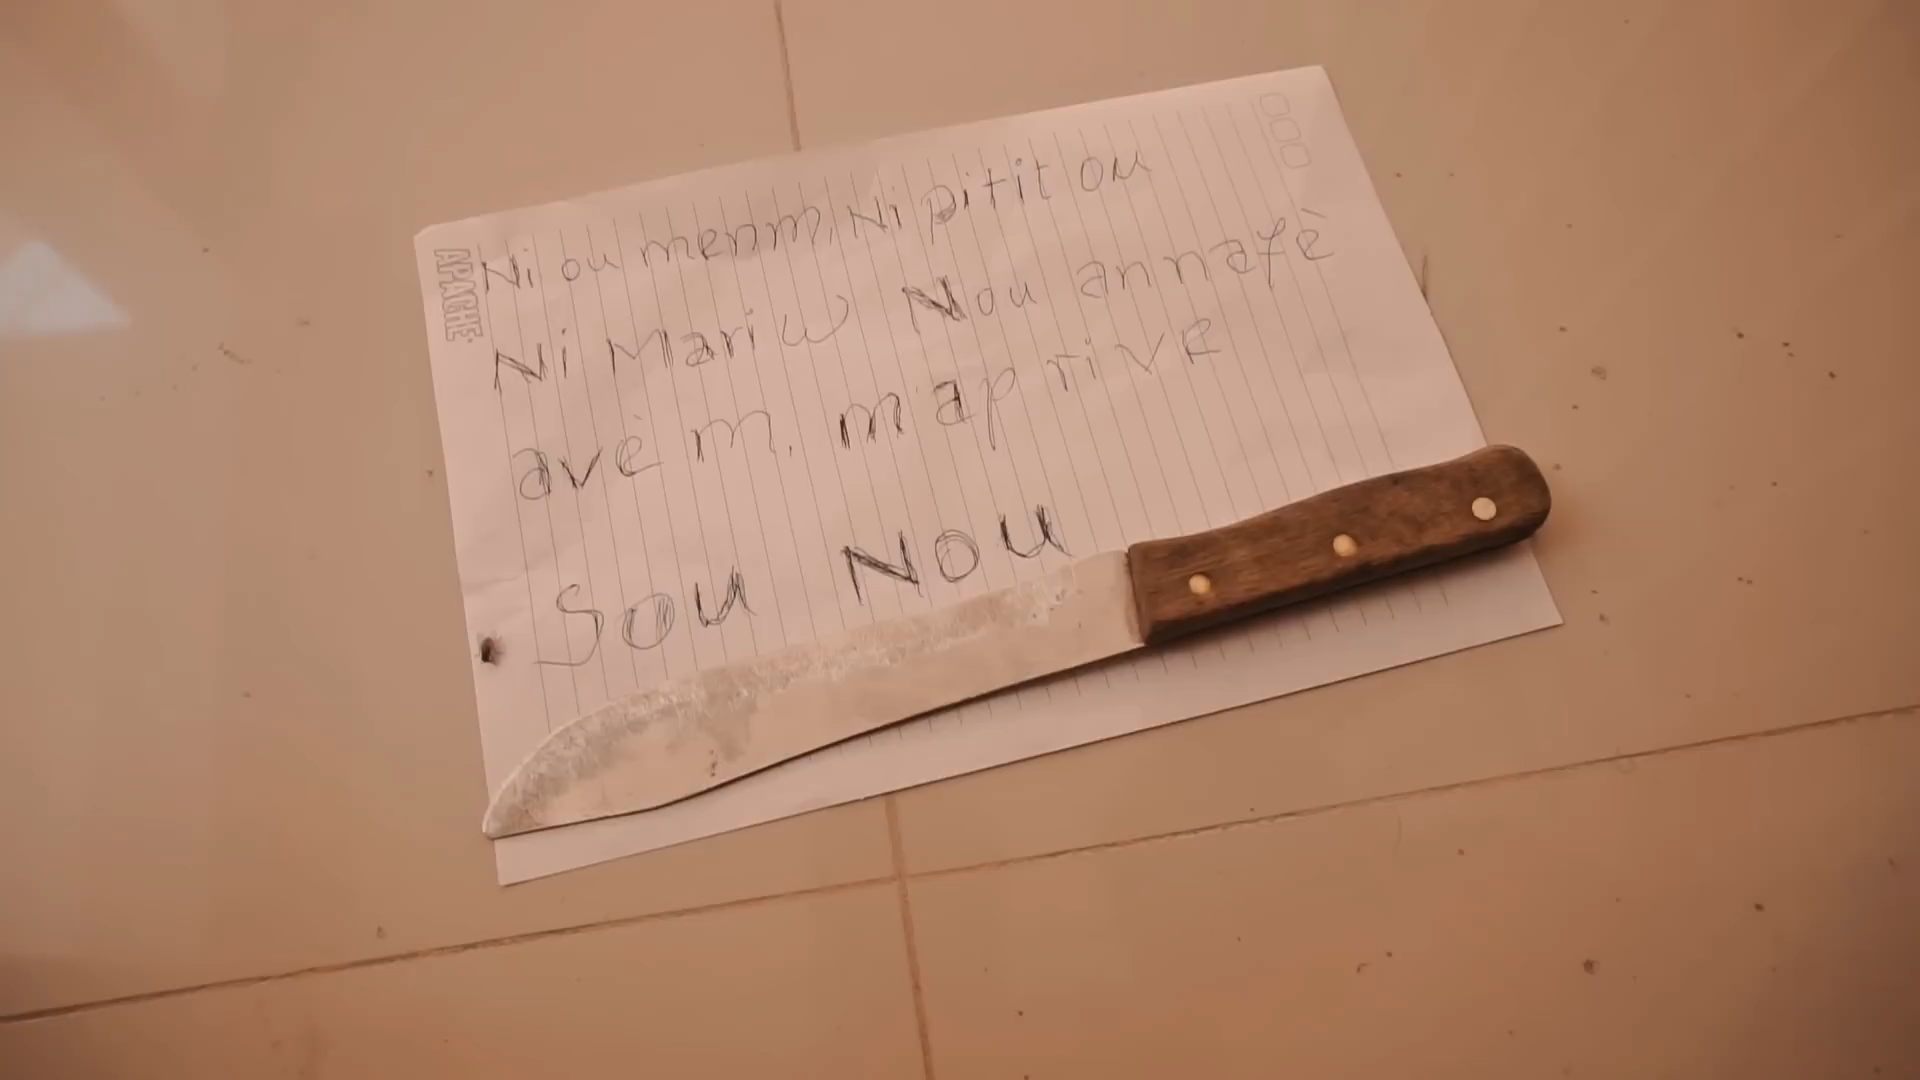 APACHE
Ni ou menm, Ni pitit ou
Ni Mari w Nou annafè
avè m. m ap rive
Sou Nou